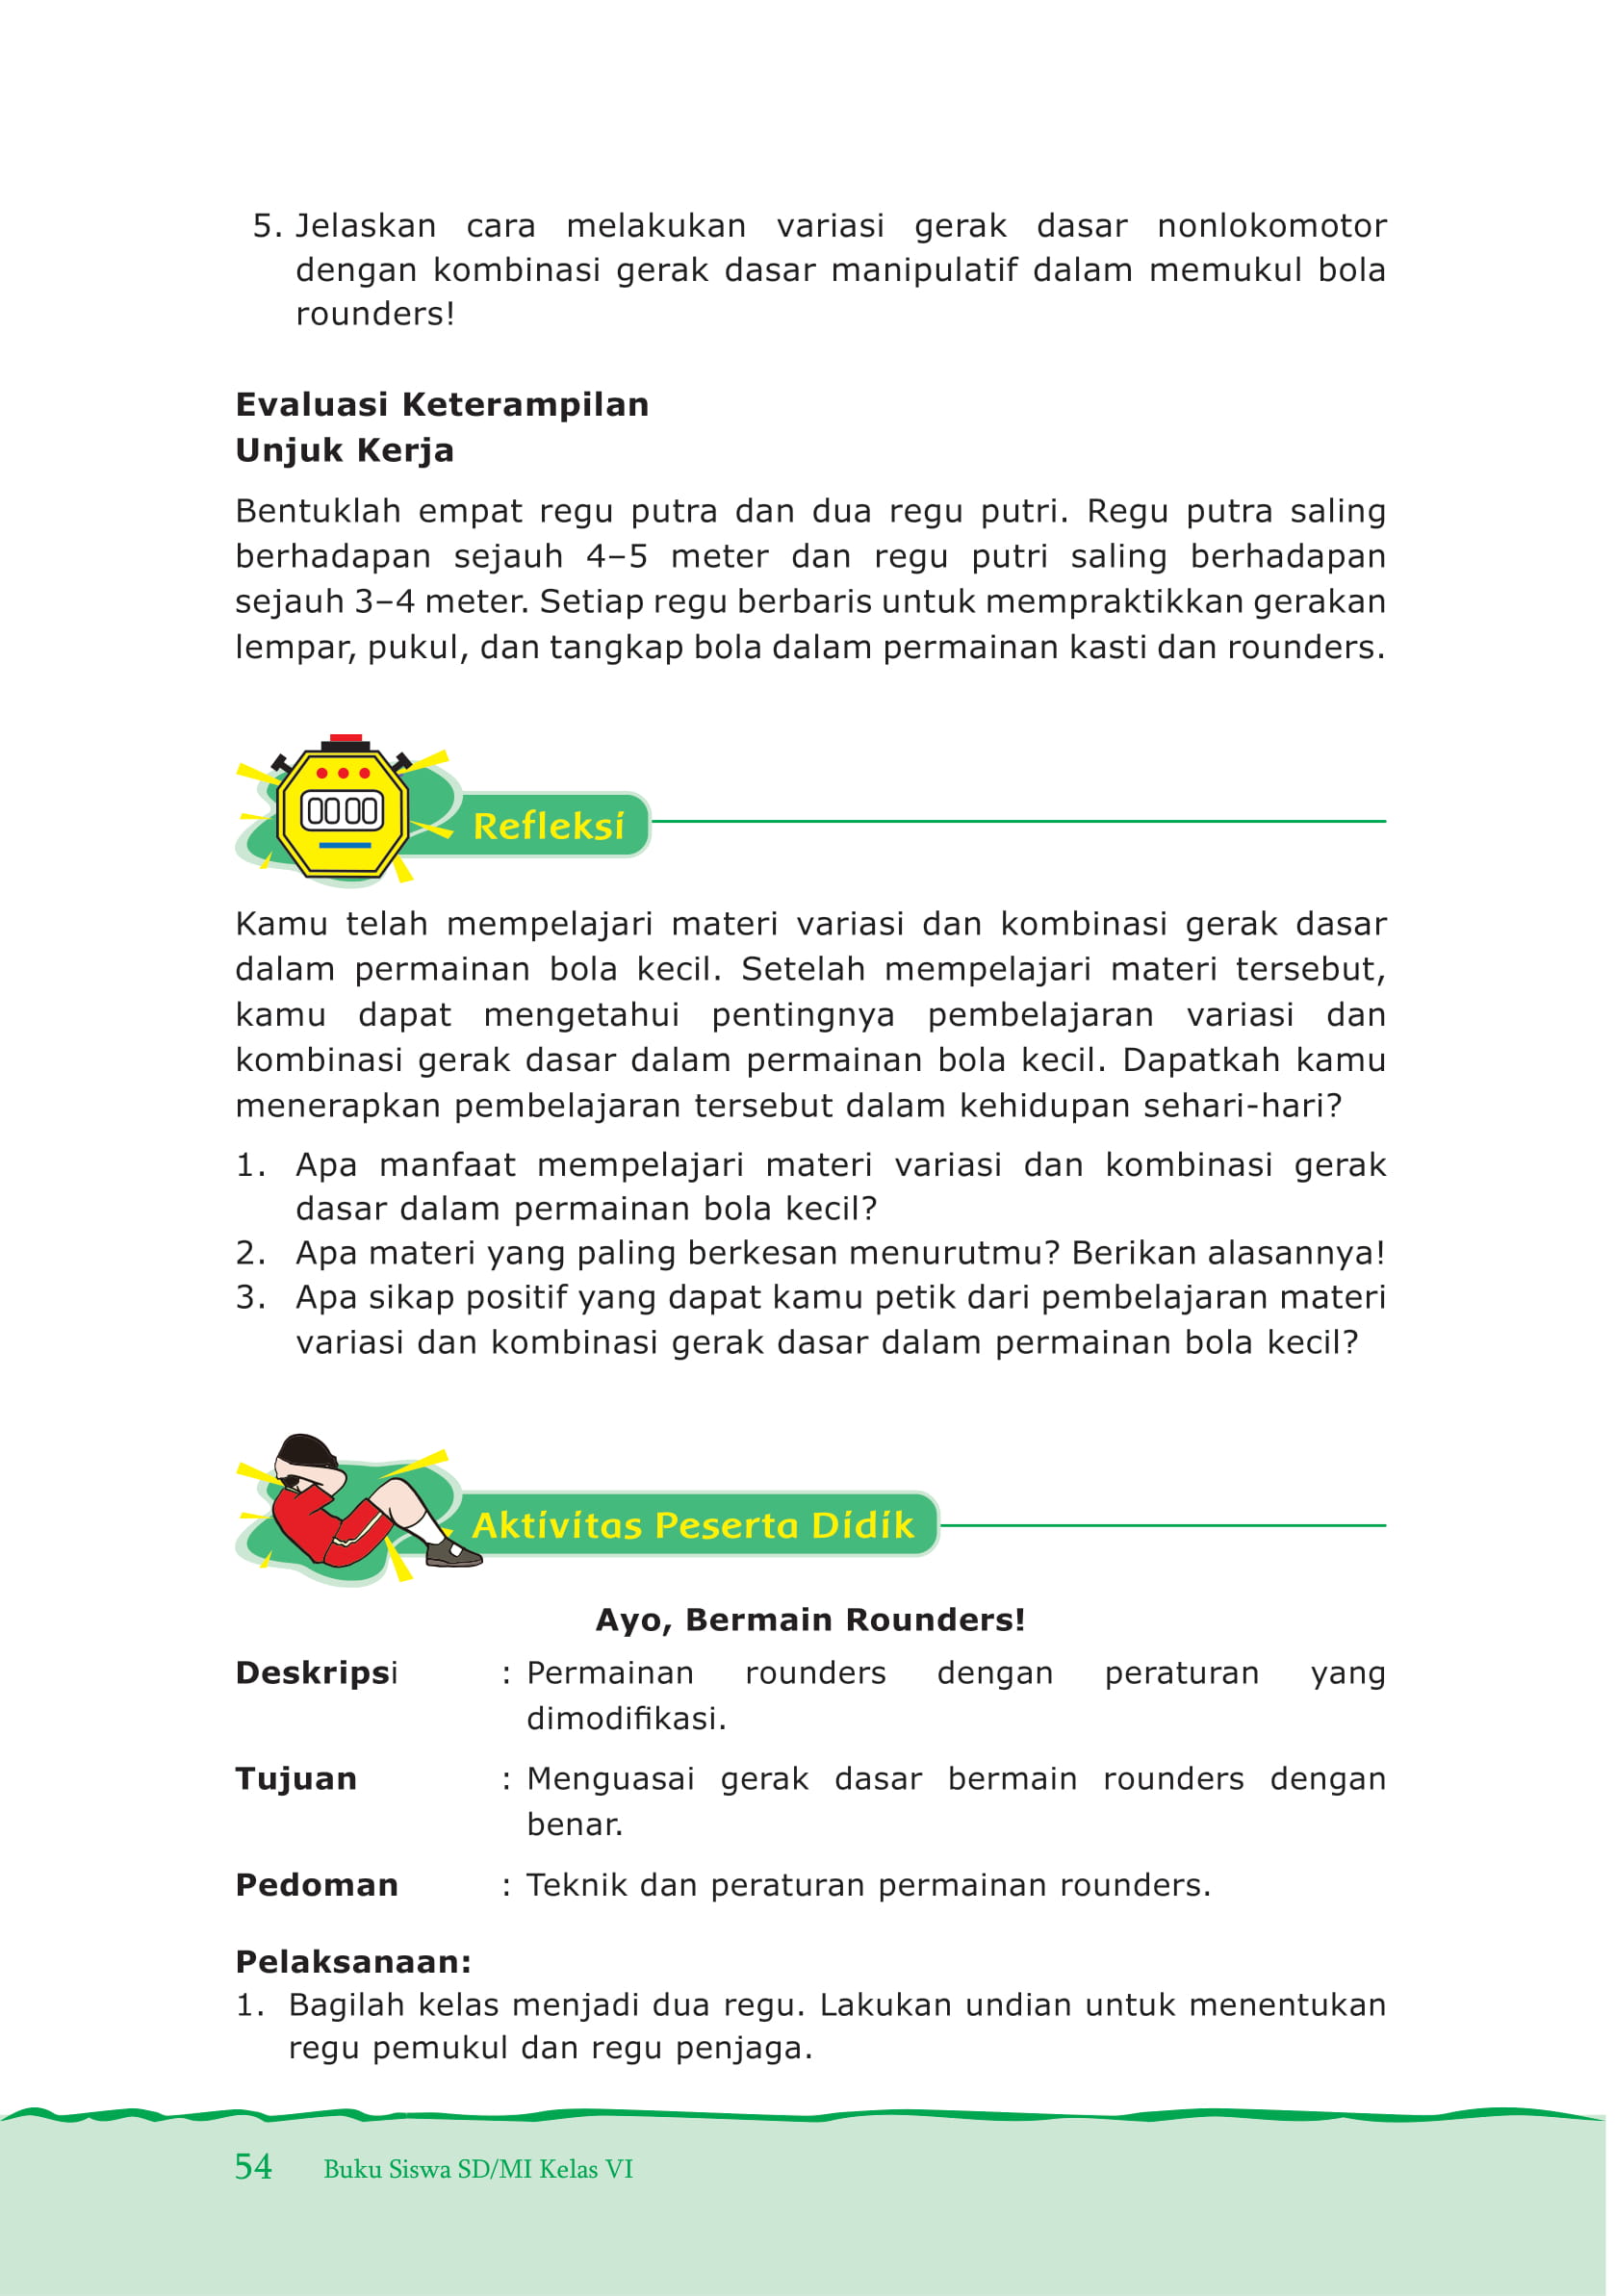 5. Jelaskan cara melakukan variasi gerak dasar nonlokomotor
dengan kombinasi gerak dasar manipulatif dalam memukul bola
rounders!
Evaluasi Keterampilan
Unjuk Kerja
Bentuklah empat regu putra dan dua regu putri. Regu putra saling
berhadapan sejauh 4–5 meter dan regu putri saling berhadapan
sejauh 3–4 meter. Setiap regu berbaris untuk mempraktikkan gerakan
lempar, pukul, dan tangkap bola dalam permainan kasti dan rounders.
Refleksi
Kamu telah mempelajari materi variasi dan kombinasi gerak dasar
dalam permainan bola kecil. Setelah mempelajari materi tersebut,
kamu dapat mengetahui pentingnya pembelajaran variasi dan
kombinasi gerak dasar dalam permainan bola kecil. Dapatkah kamu
menerapkan pembelajaran tersebut dalam kehidupan sehari-hari?
1. Apa manfaat mempelajari materi variasi dan kombinasi gerak
dasar dalam permainan bola kecil?
2. Apa materi yang paling berkesan menurutmu? Berikan alasannya!
3. Apa sikap positif yang dapat kamu petik dari pembelajaran materi
variasi dan kombinasi gerak dasar dalam permainan bola kecil?
Aktivitas Peserta Didik
Ayo, Bermain Rounders!
Deskripsi : Permainan rounders dengan peraturan yang
dimodifikasi.
Tujuan : Menguasai gerak dasar bermain rounders dengan
benar.
Pedoman : Teknik dan peraturan permainan rounders.
Pelaksanaan:
1. Bagilah kelas menjadi dua regu. Lakukan undian untuk menentukan
regu pemukul dan regu penjaga.
54 Buku Siswa SD/MI Kelas VI